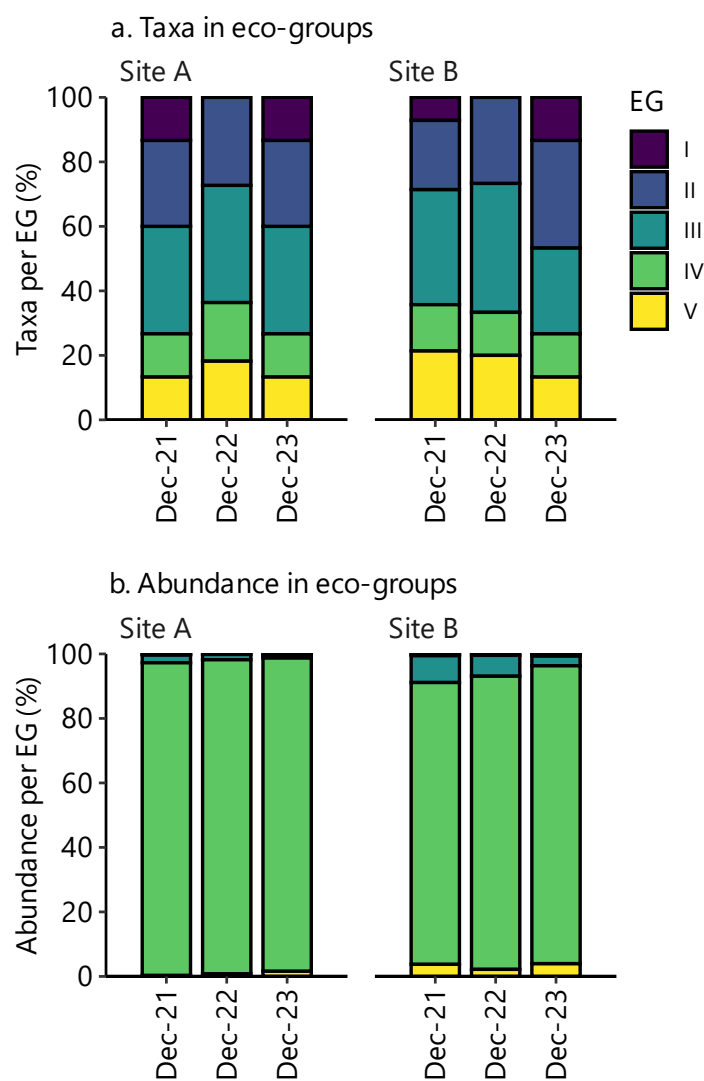 a. Taxa in eco-groups
Site A
Site B
Taxa per EG (%)
100
80
60
40
20
0
Dec-21
Dec-22
Dec-23
Dec-21
Dec-22
Dec-23
EG
I
II
III
IV
V
b. Abundance in eco-groups
Site A
Site B
Abundance per EG (%)
100
80
60
40
20
0
Dec-21
Dec-22
Dec-23
Dec-21
Dec-22
Dec-23